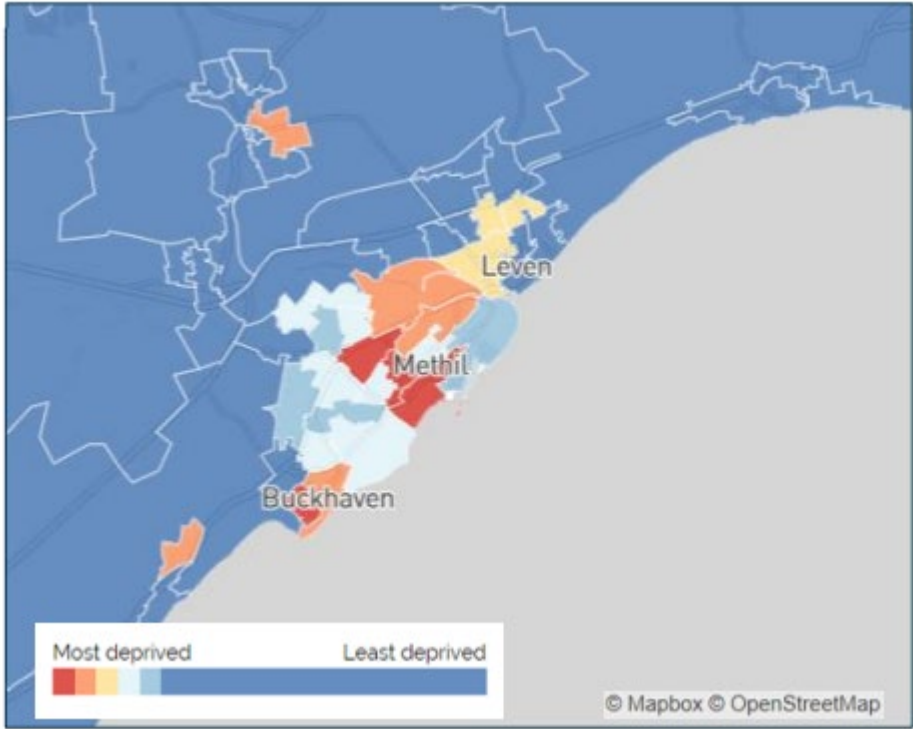 Leven
Methil
Buckhaven
Most deprived Least deprived
© Mapbox © OpenStreetMap